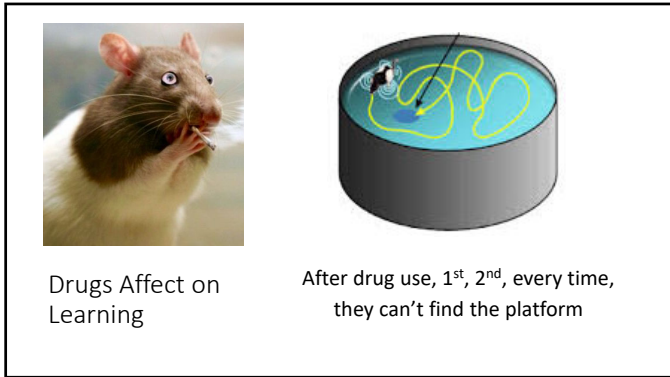 Drugs Affect on
Learning
After drug use, 1st, 2nd, every time,
they can't find the platform